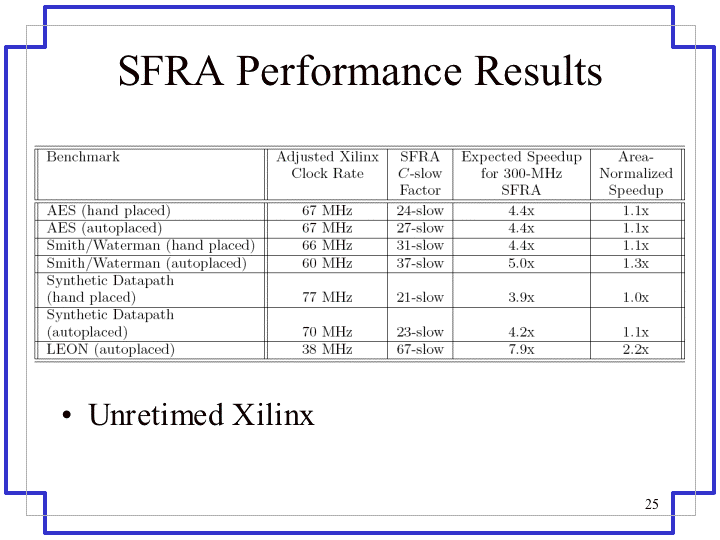 SFRA Performance Results
Benchmark Adjusted Xilinx SFRA Expected Speedup Area-
Clock Rate C-slow for 300-MHz Normalized
Factor SFRA Speedup
AES (hand placed) 67 MHz 24-slow 4.4x 1.1x
AES (autoplaced) 67 MHz 27-slow 4.4x 1.1x
Smith/Waterman (hand placed) 66 MHz 31-slow 4.4x 1.1x
Smith/Waterman (autoplaced) 60 MHz 37-slow 5.0x 1.3x
Synthetic Datapath
(hand placed) 77 MHz 21-slow 3.9x 1.0x
Synthetic Datapath
(autoplaced) 70 MHz 23-slow 4.2x 1.1x
LEON (autoplaced) 38 MHz 67-slow 7.9x 2.2x
• Unretimed Xilinx
25